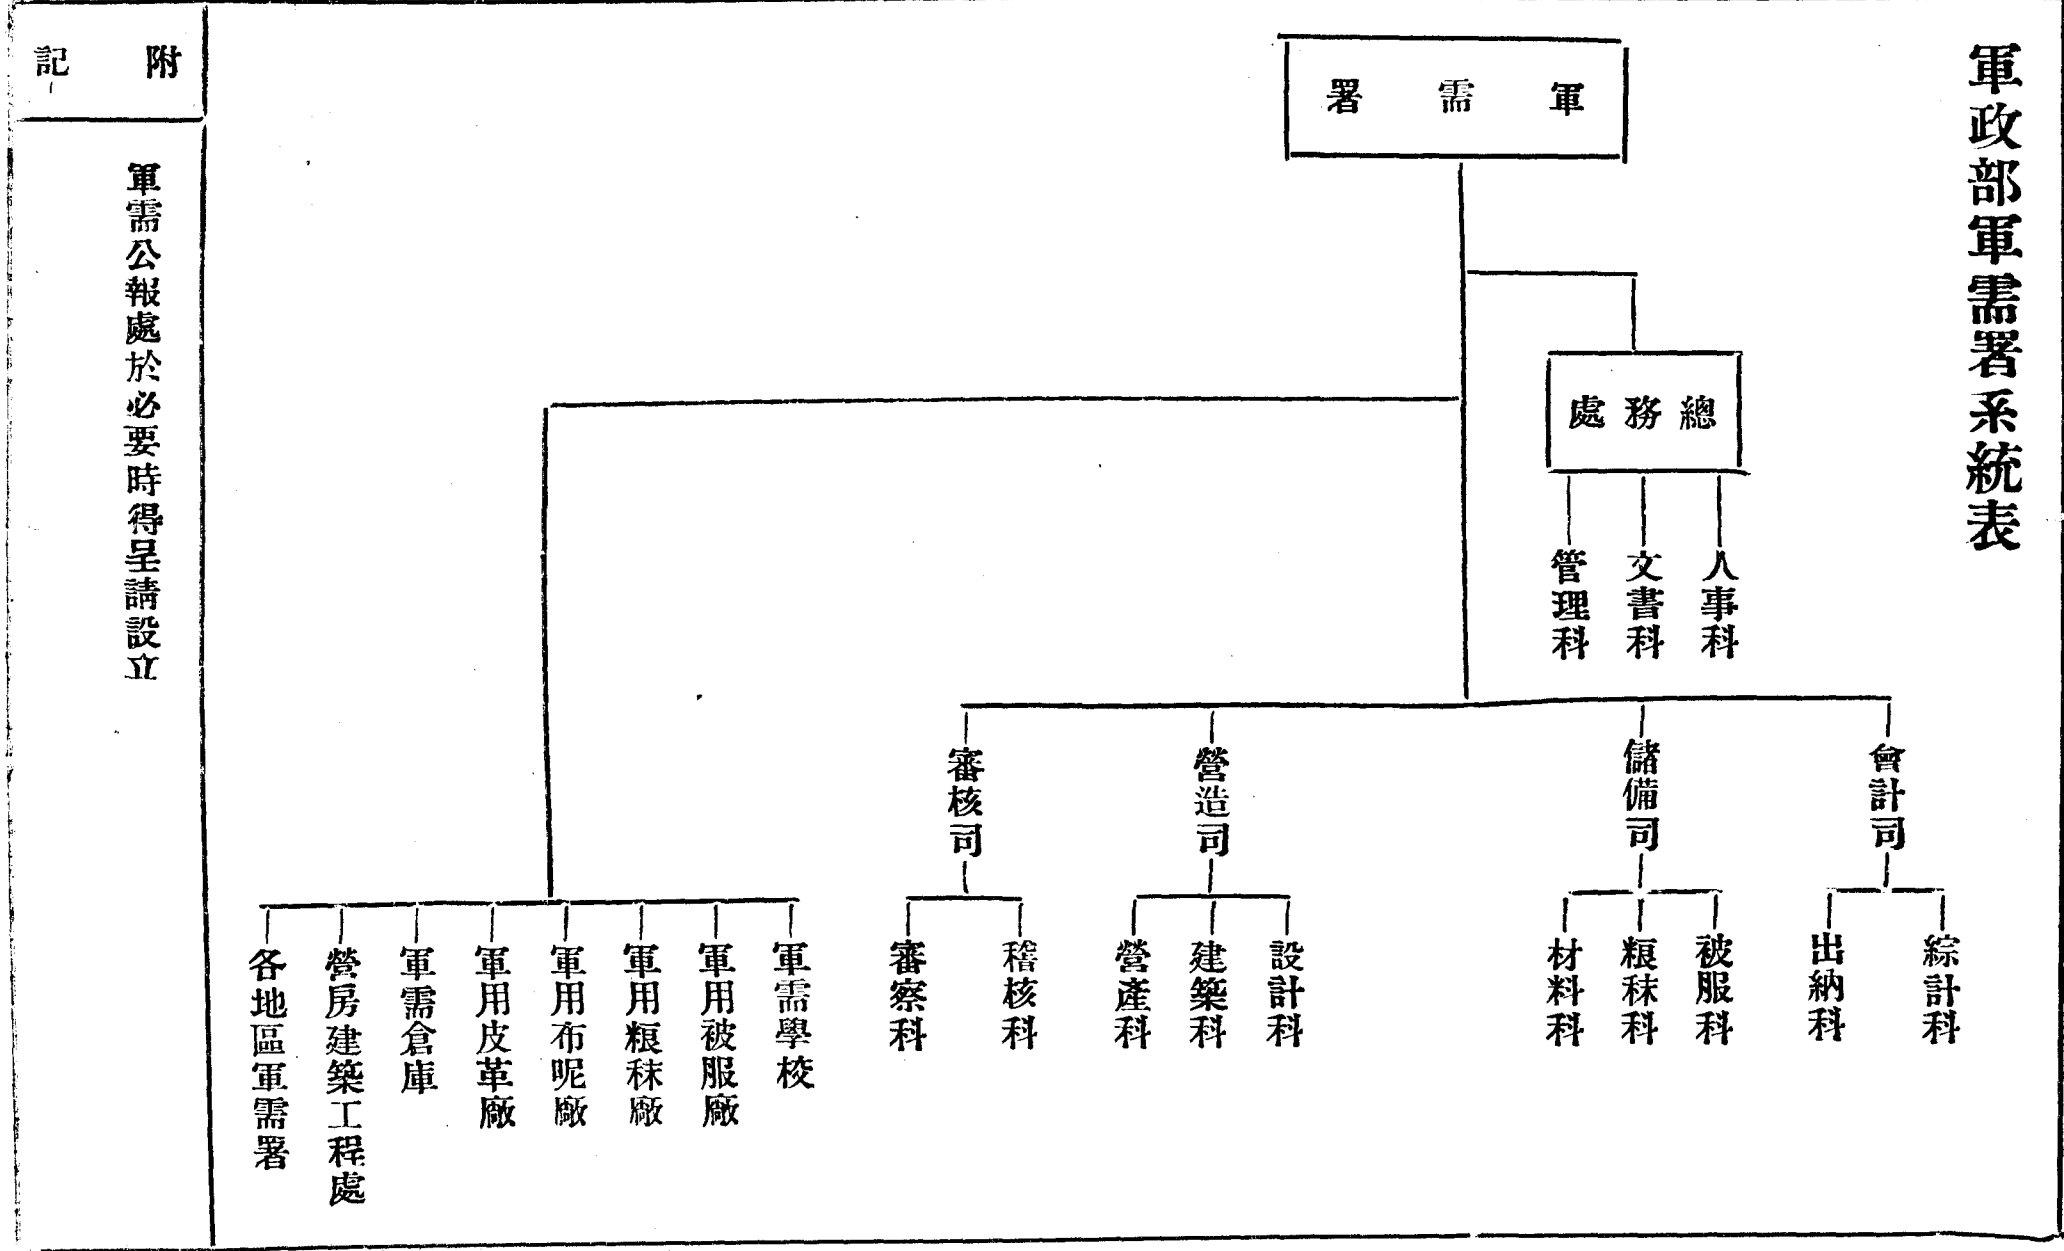 軍政部軍需署系統表
軍需署
總務處
人事科
文書科
管理科
會計司
綜計科
出納科
儲備司
被服科
粮秣科
材料科
營造司
設計科
建築科
營產科
審核司
稽核科
審察科
軍需學校
軍用被服廠
軍用粮秣廠
軍用布呢廠
軍用皮革廠
軍需倉庫
營房建築工程處
各地區軍需署
附記
軍需公報處於必要時得呈請設立